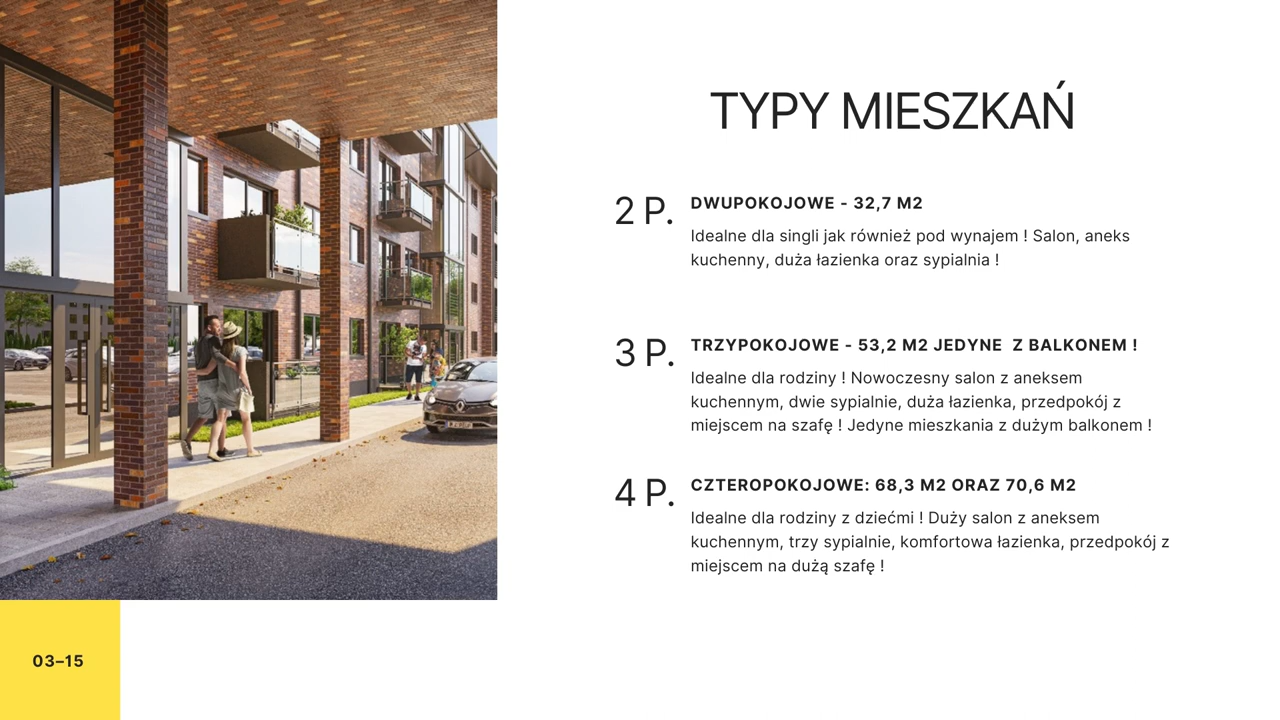 TYPY MIESZKAŃ
2 P.
DWUPOKOJOWE - 32,7 M2
Idealne dla singli jak również pod wynajem ! Salon, aneks
kuchenny, duża łazienka oraz sypialnia !
3 P.
TRZYPOKOJOWE - 53,2 M2 JEDYNE  Z BALKONEM !
Idealne dla rodziny ! Nowoczesny salon z aneksem
kuchennym, dwie sypialnie, duża łazienka, przedpokój z
miejscem na szafę ! Jedyne mieszkania z dużym balkonem !
4 P.
CZTEROPOKOJOWE: 68,3 M2 ORAZ 70,6 M2
Idealne dla rodziny z dziećmi ! Duży salon z aneksem
kuchennym, trzy sypialnie, komfortowa łazienka, przedpokój z
miejscem na dużą szafę !
03–15